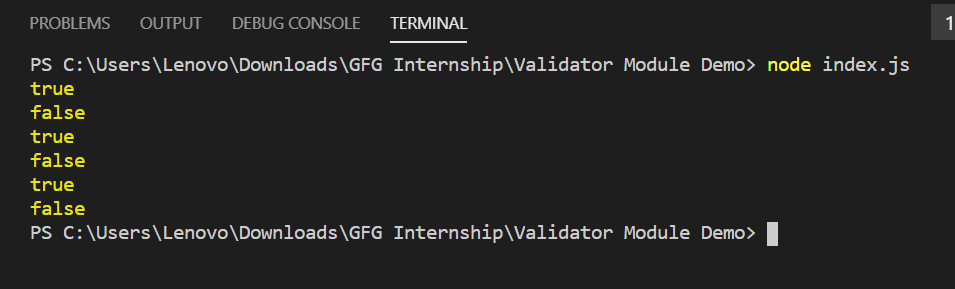 PROBLEMS OUTPUT DEBUG CONSOLE TERMINAL 1
PS C:\Users\Lenovo\Downloads\GFG Internship\Validator Module Demo> node index.js
true
false
true
false
true
false
PS C:\Users\Lenovo\Downloads\GFG Internship\Validator Module Demo>